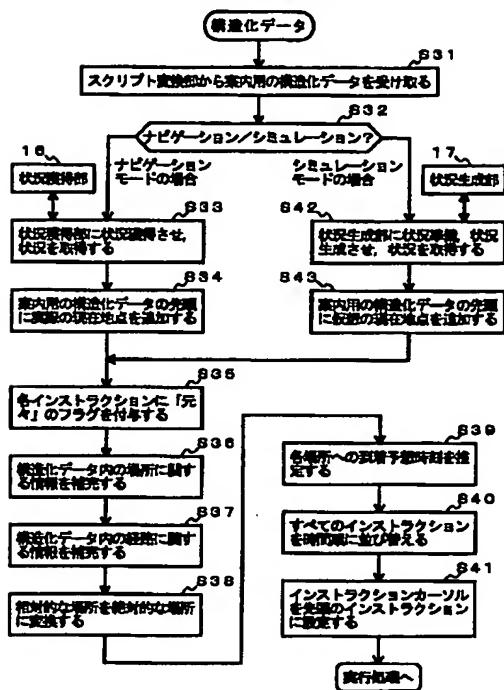 構造化データ
S31
スクリプト変換部から案内用の構造化データを受け取る
S32
ナビゲーション/シミュレーション?
16
状況獲得部
ナビゲーション
モードの場合
シミュレーション
モードの場合
17
状況生成部
S33
状況獲得部に状況獲得させ,
状況を取得する
S42
状況生成部に状況準備,状況
生成させ,状況を取得する
S34
案内用の構造化データの先頭
に実際の現在地点を追加する
S43
案内用の構造化データの先頭
に仮想の現在地点を追加する
S35
各インストラクションに「元
々」のフラグを付与する
S36
構造化データ内の場所に関す
る情報を補充する
S37
構造化データ内の経路に関す
る情報を補充する
S38
相対的な場所を絶対的な場所
に変換する
S39
各場所への到着予想時刻を推
定する
S40
すべてのインストラクション
を時間順に並び替える
S41
インストラクションカーソル
を先頭のインストラクション
に設定する
実行処理へ